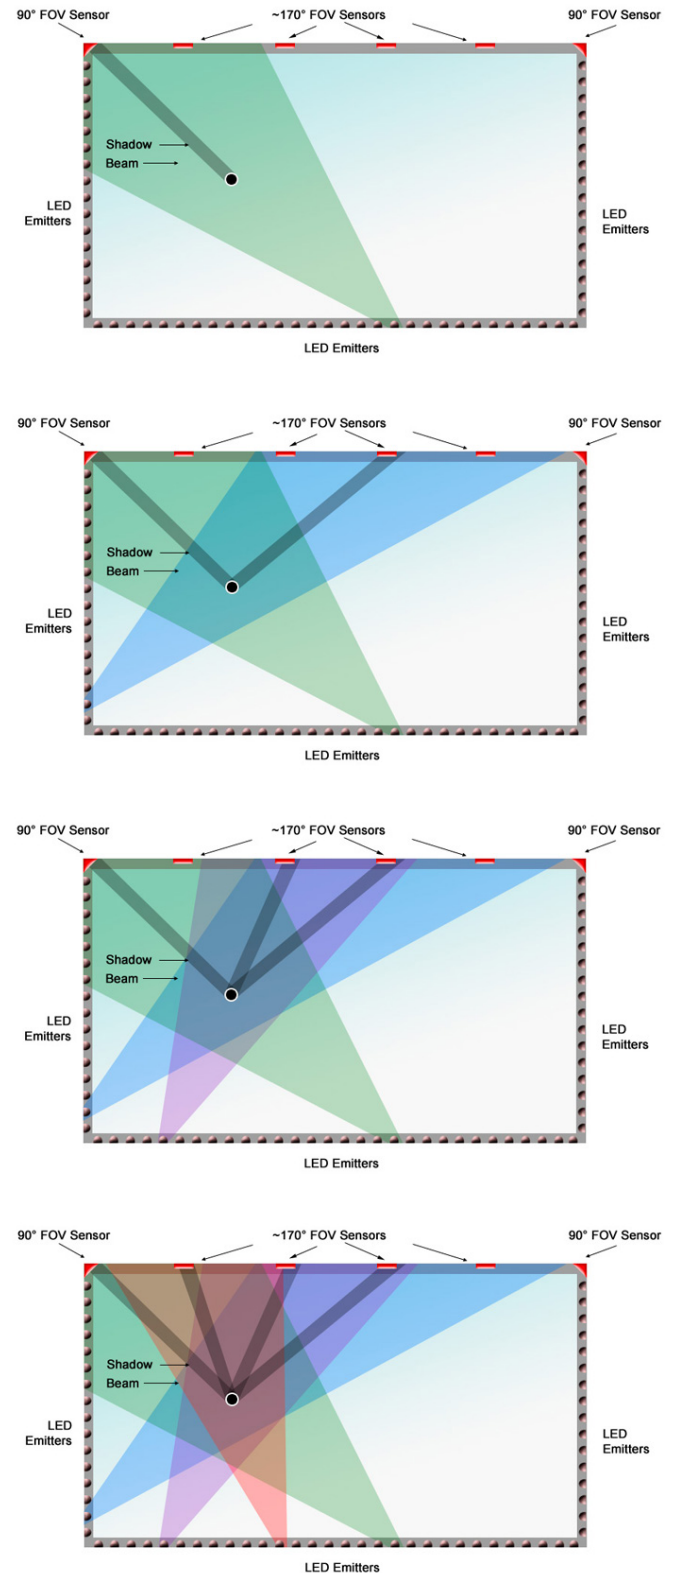 90° FOV Sensor ~170° FOV Sensors 90° FOV Sensor
Shadow
Beam
LED
Emitters
LED
Emitters
LED Emitters
90° FOV Sensor ~170° FOV Sensors 90° FOV Sensor
Shadow
Beam
LED
Emitters
LED
Emitters
LED Emitters
90° FOV Sensor ~170° FOV Sensors 90° FOV Sensor
Shadow
Beam
LED
Emitters
LED
Emitters
LED Emitters
90° FOV Sensor ~170° FOV Sensors 90° FOV Sensor
Shadow
Beam
LED
Emitters
LED
Emitters
LED Emitters